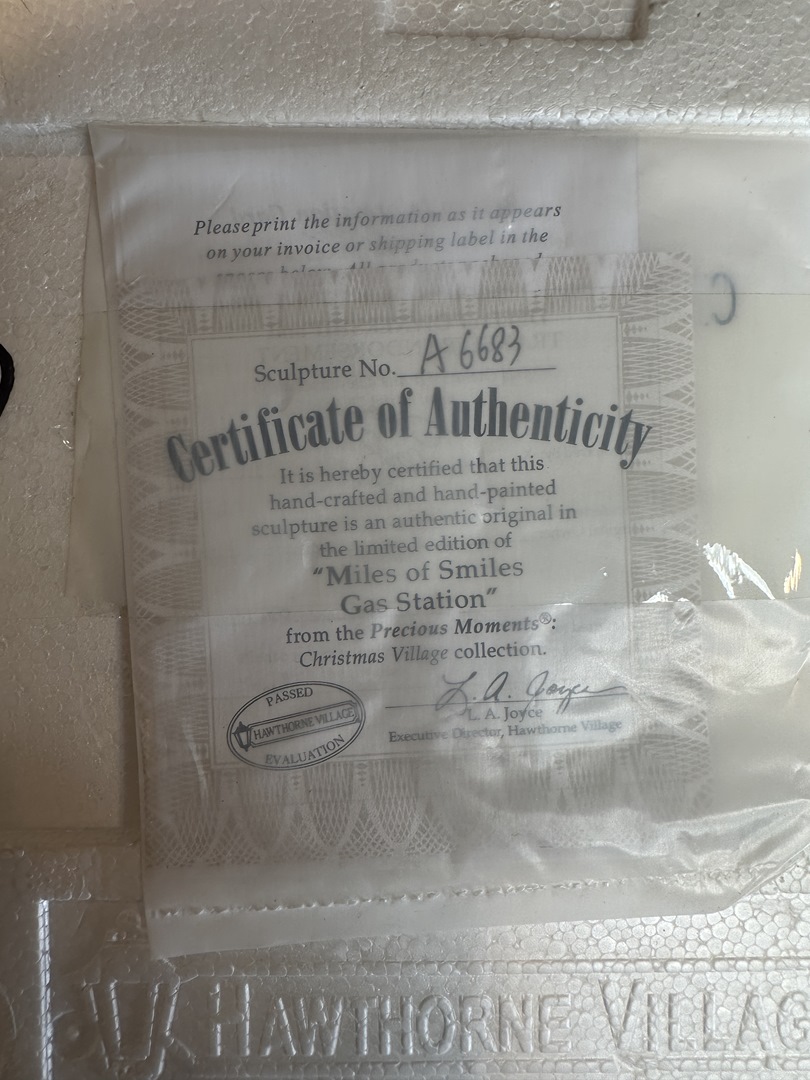 Please print the information as it appears
on your invoice or shipping label in the
Sculpture No. A 6683
Certificate of Authenticity
It is hereby certified that this
hand-crafted and hand-painted
sculpture is an authentic original in
the limited edition of
"Miles of Smiles
Gas Station"
from the Precious Moments®:
Christmas Village collection.
L. A. Joyce
L. A. Joyce
Executive Director, Hawthorne Village
PASSED
HAWTHORNE VILLAGE
EVALUATION
HAWTHORNE VILLAG